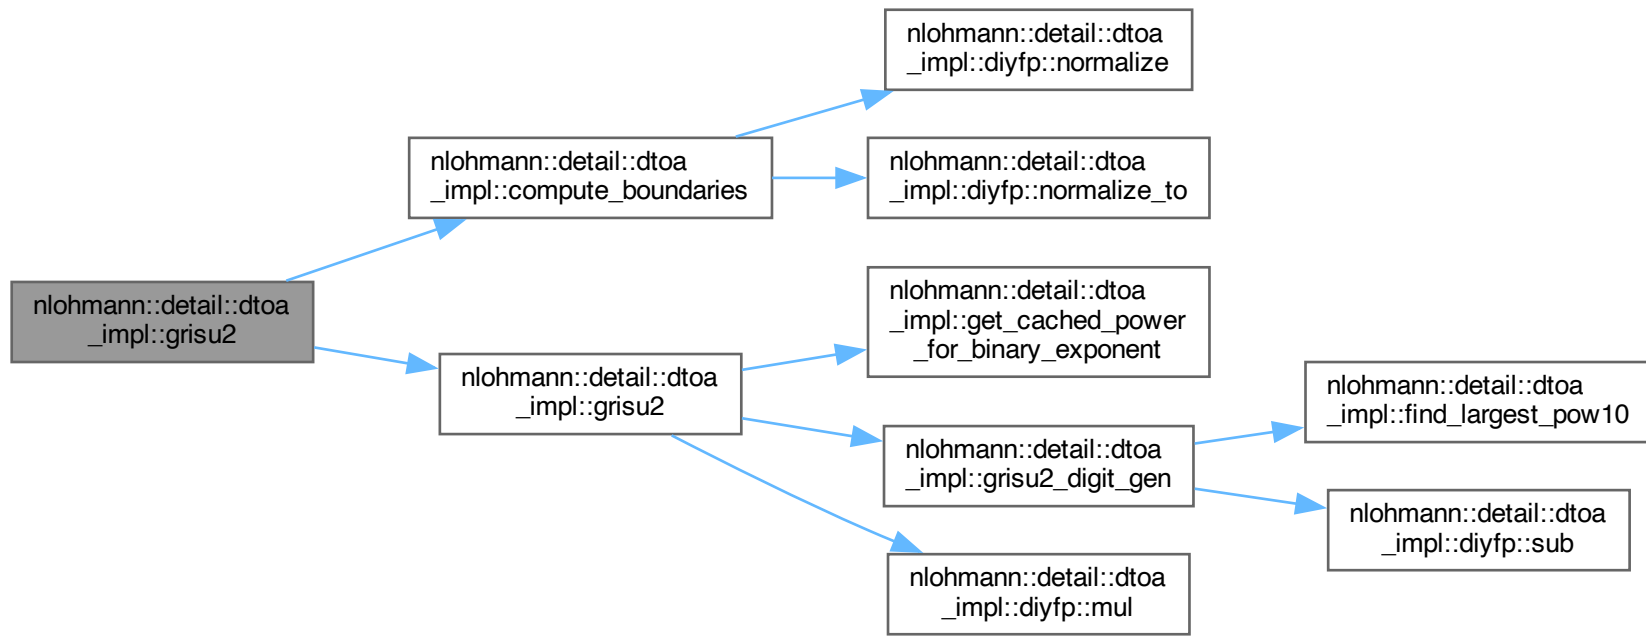 nlohmann::detail::dtoa
_impl::diyfp::normalize
nlohmann::detail::dtoa
_impl::compute_boundaries
nlohmann::detail::dtoa
_impl::diyfp::normalize_to
nlohmann::detail::dtoa
_impl::grisu2
nlohmann::detail::dtoa
_impl::get_cached_power
_for_binary_exponent
nlohmann::detail::dtoa
_impl::grisu2
nlohmann::detail::dtoa
_impl::find_largest_pow10
nlohmann::detail::dtoa
_impl::grisu2_digit_gen
nlohmann::detail::dtoa
_impl::diyfp::sub
nlohmann::detail::dtoa
_impl::diyfp::mul